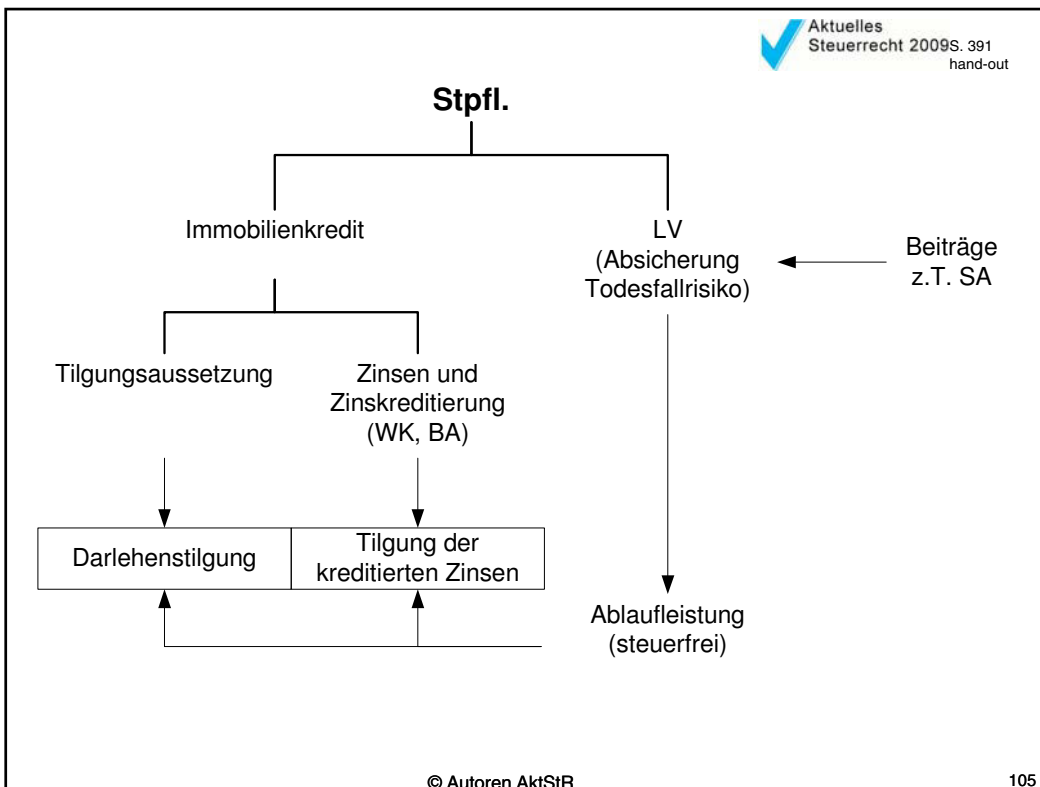 Aktuelles
Steuerrecht 2009 S. 391
hand-out
Stpfl.
Immobilienkredit
LV
(Absicherung
Todesfallrisiko)
Beiträge
z.T. SA
Tilgungsaussetzung
Zinsen und
Zinskreditierung
(WK, BA)
Darlehenstilgung
Tilgung der
kreditierten Zinsen
Ablaufleistung
(steuerfrei)
© Autoren AktStR
105